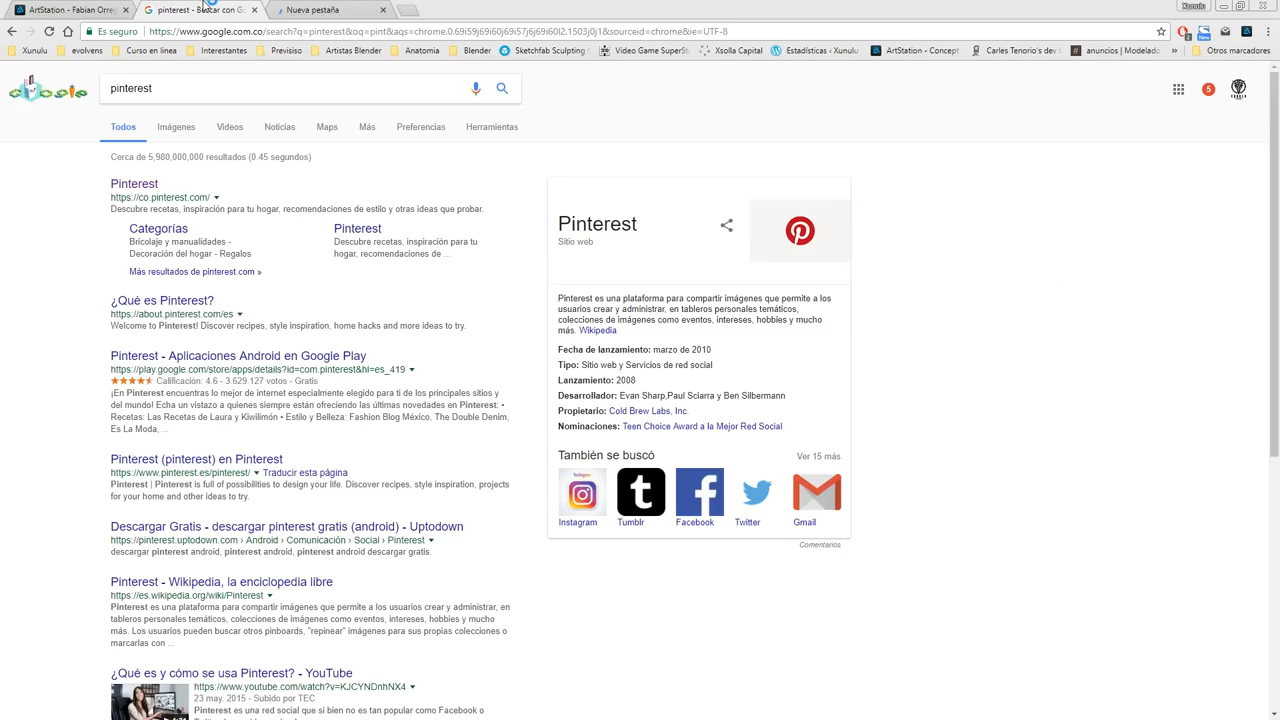 ArtStation - Fabian Orrep
pinterest - Buscar con Go
Nueva pestaña
Es seguro
https://www.google.com.co/search?q=pinterest&oq=pint&aqs=chrome.0.69i59j69i60j69i57j69i60l2.1503j0j1&sourceid=chrome&ie=UTF-8
Xunulu
evolvens
Curso en linea
Interestantes
Previsiso
Artistas Blender
Anatomia
Blender
Sketchfab Sculpting
Video Game SuperSta
Xsolla Capital
Estatísticas ‹ Xunulu
ArtStation - Concept
Carles Tenorio's dev
anuncios | Modelado
Otros marcadores
pinterest
5
Todos
Imágenes
Videos
Noticias
Maps
Más
Preferencias
Herramientas
Cerca de 5,980,000,000 resultados (0.45 segundos)
Pinterest
https://co.pinterest.com/
Descubre recetas, inspiración para tu hogar, recomendaciones de estilo y otras ideas que probar.
Categorías
Bricolaje y manualidades -
Decoración del hogar - Regalos
Pinterest
Descubre recetas, inspiración para tu
hogar, recomendaciones de ...
Más resultados de pinterest.com »
¿Qué es Pinterest?
https://about.pinterest.com/es
Welcome to Pinterest! Discover recipes, style inspiration, home hacks and more ideas to try.
Pinterest - Aplicaciones Android en Google Play
https://play.google.com/store/apps/details?id=com.pinterest&hl=es_419
Calificación: 4.6 - 3.629.127 votos - Gratis
¡En Pinterest encuentras lo mejor de internet especialmente elegido para ti de los principales sitios y
del mundo! Echa un vistazo a quienes siempre están ofreciendo las últimas novedades en Pinterest: •
Recetas: Las Recetas de Laura y Kiwilimón • Estilo y Belleza: Fashion Blog México, The Double Denim,
Es La Moda, ...
Pinterest (pinterest) en Pinterest
https://www.pinterest.es/pinterest/ Traducir esta página
Pinterest | Pinterest is full of possibilities to design your life. Discover recipes, style inspiration, projects
for your home and other ideas to try.
Descargar Gratis - descargar pinterest gratis (android) - Uptodown
https://pinterest.uptodown.com › Android › Comunicación › Social › Pinterest
descargar pinterest android, pinterest android, pinterest android descargar gratis.
Pinterest - Wikipedia, la enciclopedia libre
https://es.wikipedia.org/wiki/Pinterest
Pinterest es una plataforma para compartir imágenes que permite a los usuarios crear y administrar, en
tableros personales temáticos, colecciones de imágenes como eventos, intereses, hobbies y mucho
más. Los usuarios pueden buscar otros pinboards, "repinear" imágenes para sus propias colecciones o
marcarlas con ...
¿Qué es y cómo se usa Pinterest? - YouTube
https://www.youtube.com/watch?v=KJCYNDnhNX4
23 may. 2015 - Subido por TEC
Pinterest es una red social que si bien no es tan popular como Facebook o
Pinterest
Sitio web
Pinterest es una plataforma para compartir imágenes que permite a los
usuarios crear y administrar, en tableros personales temáticos,
colecciones de imágenes como eventos, intereses, hobbies y mucho
más. Wikipedia
Fecha de lanzamiento: marzo de 2010
Tipo: Sitio web y Servicios de red social
Lanzamiento: 2008
Desarrollador: Evan Sharp,Paul Sciarra y Ben Silbermann
Propietario: Cold Brew Labs, Inc.
Nominaciones: Teen Choice Award a la Mejor Red Social
También se buscó
Ver 15 más
Instagram
Tumblr
Facebook
Twitter
Gmail
Comentarios